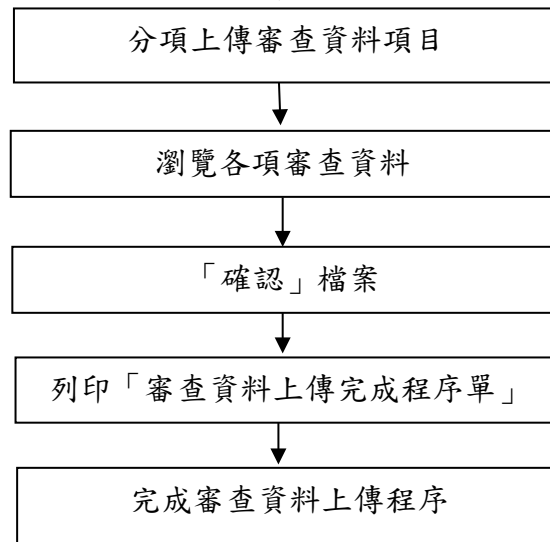 分項上傳審查資料項目
瀏覽各項審查資料
「確認」檔案
列印「審查資料上傳完成程序單」
完成審查資料上傳程序